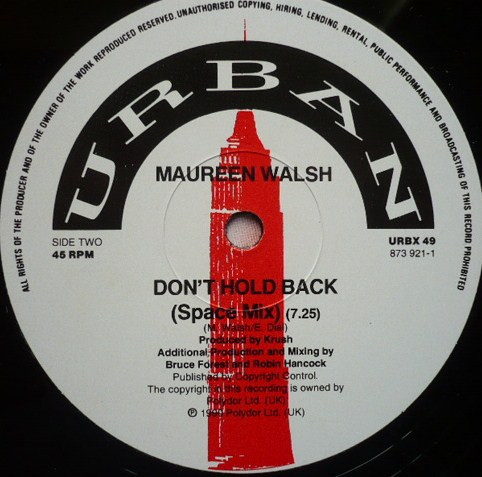 ALL RIGHTS OF THE PRODUCER AND OF THE OWNER OF THE WORK REPRODUCED RESERVED. UNAUTHORISED COPYING, HIRING, LENDING, RENTAL, PUBLIC PERFORMANCE AND BROADCASTING OF THIS RECORD PROHIBITED
URBAN
MAUREEN WALSH
SIDE TWO
45 RPM
URBX 49
873 921-1
DON'T HOLD BACK
(Space Mix) (7.25)
(M. Walsh/E. Dial)
Produced by Krush
Additional Production and Mixing by
Bruce Forest and Robin Hancock
Published by Copyright Control.
The copyright in this recording is owned by
Polydor Ltd. (UK)
℗ 1990 Polydor Ltd. (UK)